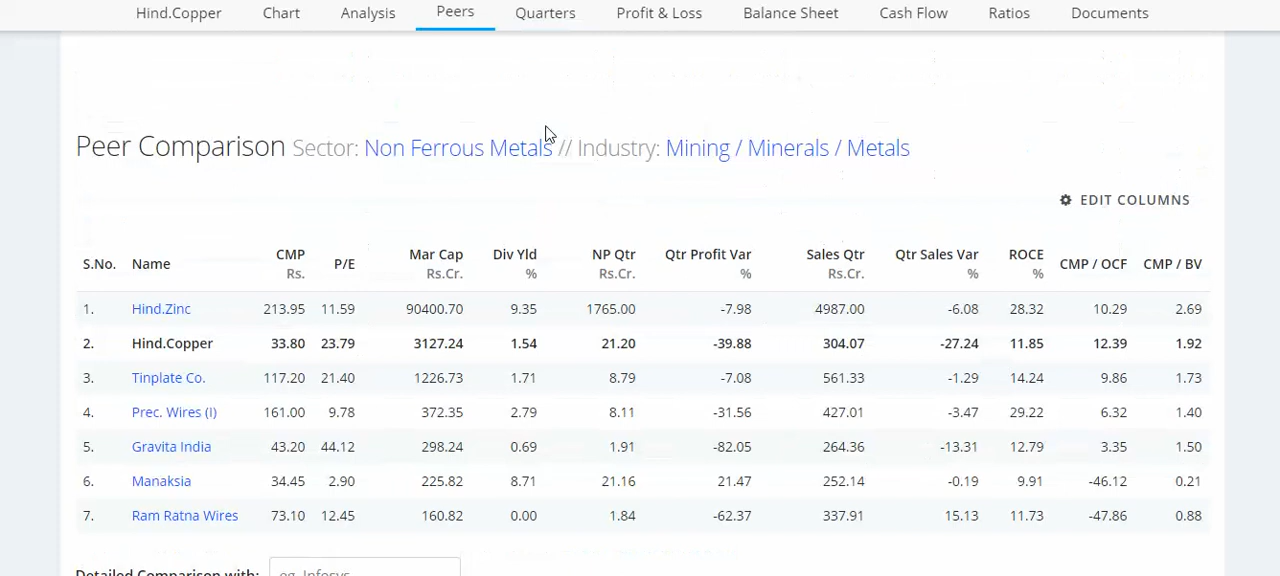 Hind.Copper Chart Analysis Peers Quarters Profit & Loss Balance Sheet Cash Flow Ratios Documents
Peer Comparison Sector: Non Ferrous Metals // Industry: Mining / Minerals / Metals
EDIT COLUMNS
S.No. Name CMP Rs. P/E Mar Cap Rs.Cr. Div Yld % NP Qtr Rs.Cr. Qtr Profit Var % Sales Qtr Rs.Cr. Qtr Sales Var % ROCE % CMP / OCF CMP / BV
1. Hind.Zinc 213.95 11.59 90400.70 9.35 1765.00 -7.98 4987.00 -6.08 28.32 10.29 2.69
2. Hind.Copper 33.80 23.79 3127.24 1.54 21.20 -39.88 304.07 -27.24 11.85 12.39 1.92
3. Tinplate Co. 117.20 21.40 1226.73 1.71 8.79 -7.08 561.33 -1.29 14.24 9.86 1.73
4. Prec. Wires (I) 161.00 9.78 372.35 2.79 8.11 -31.56 427.01 -3.47 29.22 6.32 1.40
5. Gravita India 43.20 44.12 298.24 0.69 1.91 -82.05 264.36 -13.31 12.79 3.35 1.50
6. Manaksia 34.45 2.90 225.82 8.71 21.16 21.47 252.14 -0.19 9.91 -46.12 0.21
7. Ram Ratna Wires 73.10 12.45 160.82 0.00 1.84 -62.37 337.91 15.13 11.73 -47.86 0.88
Detailed Comparison with: eg. Infosys